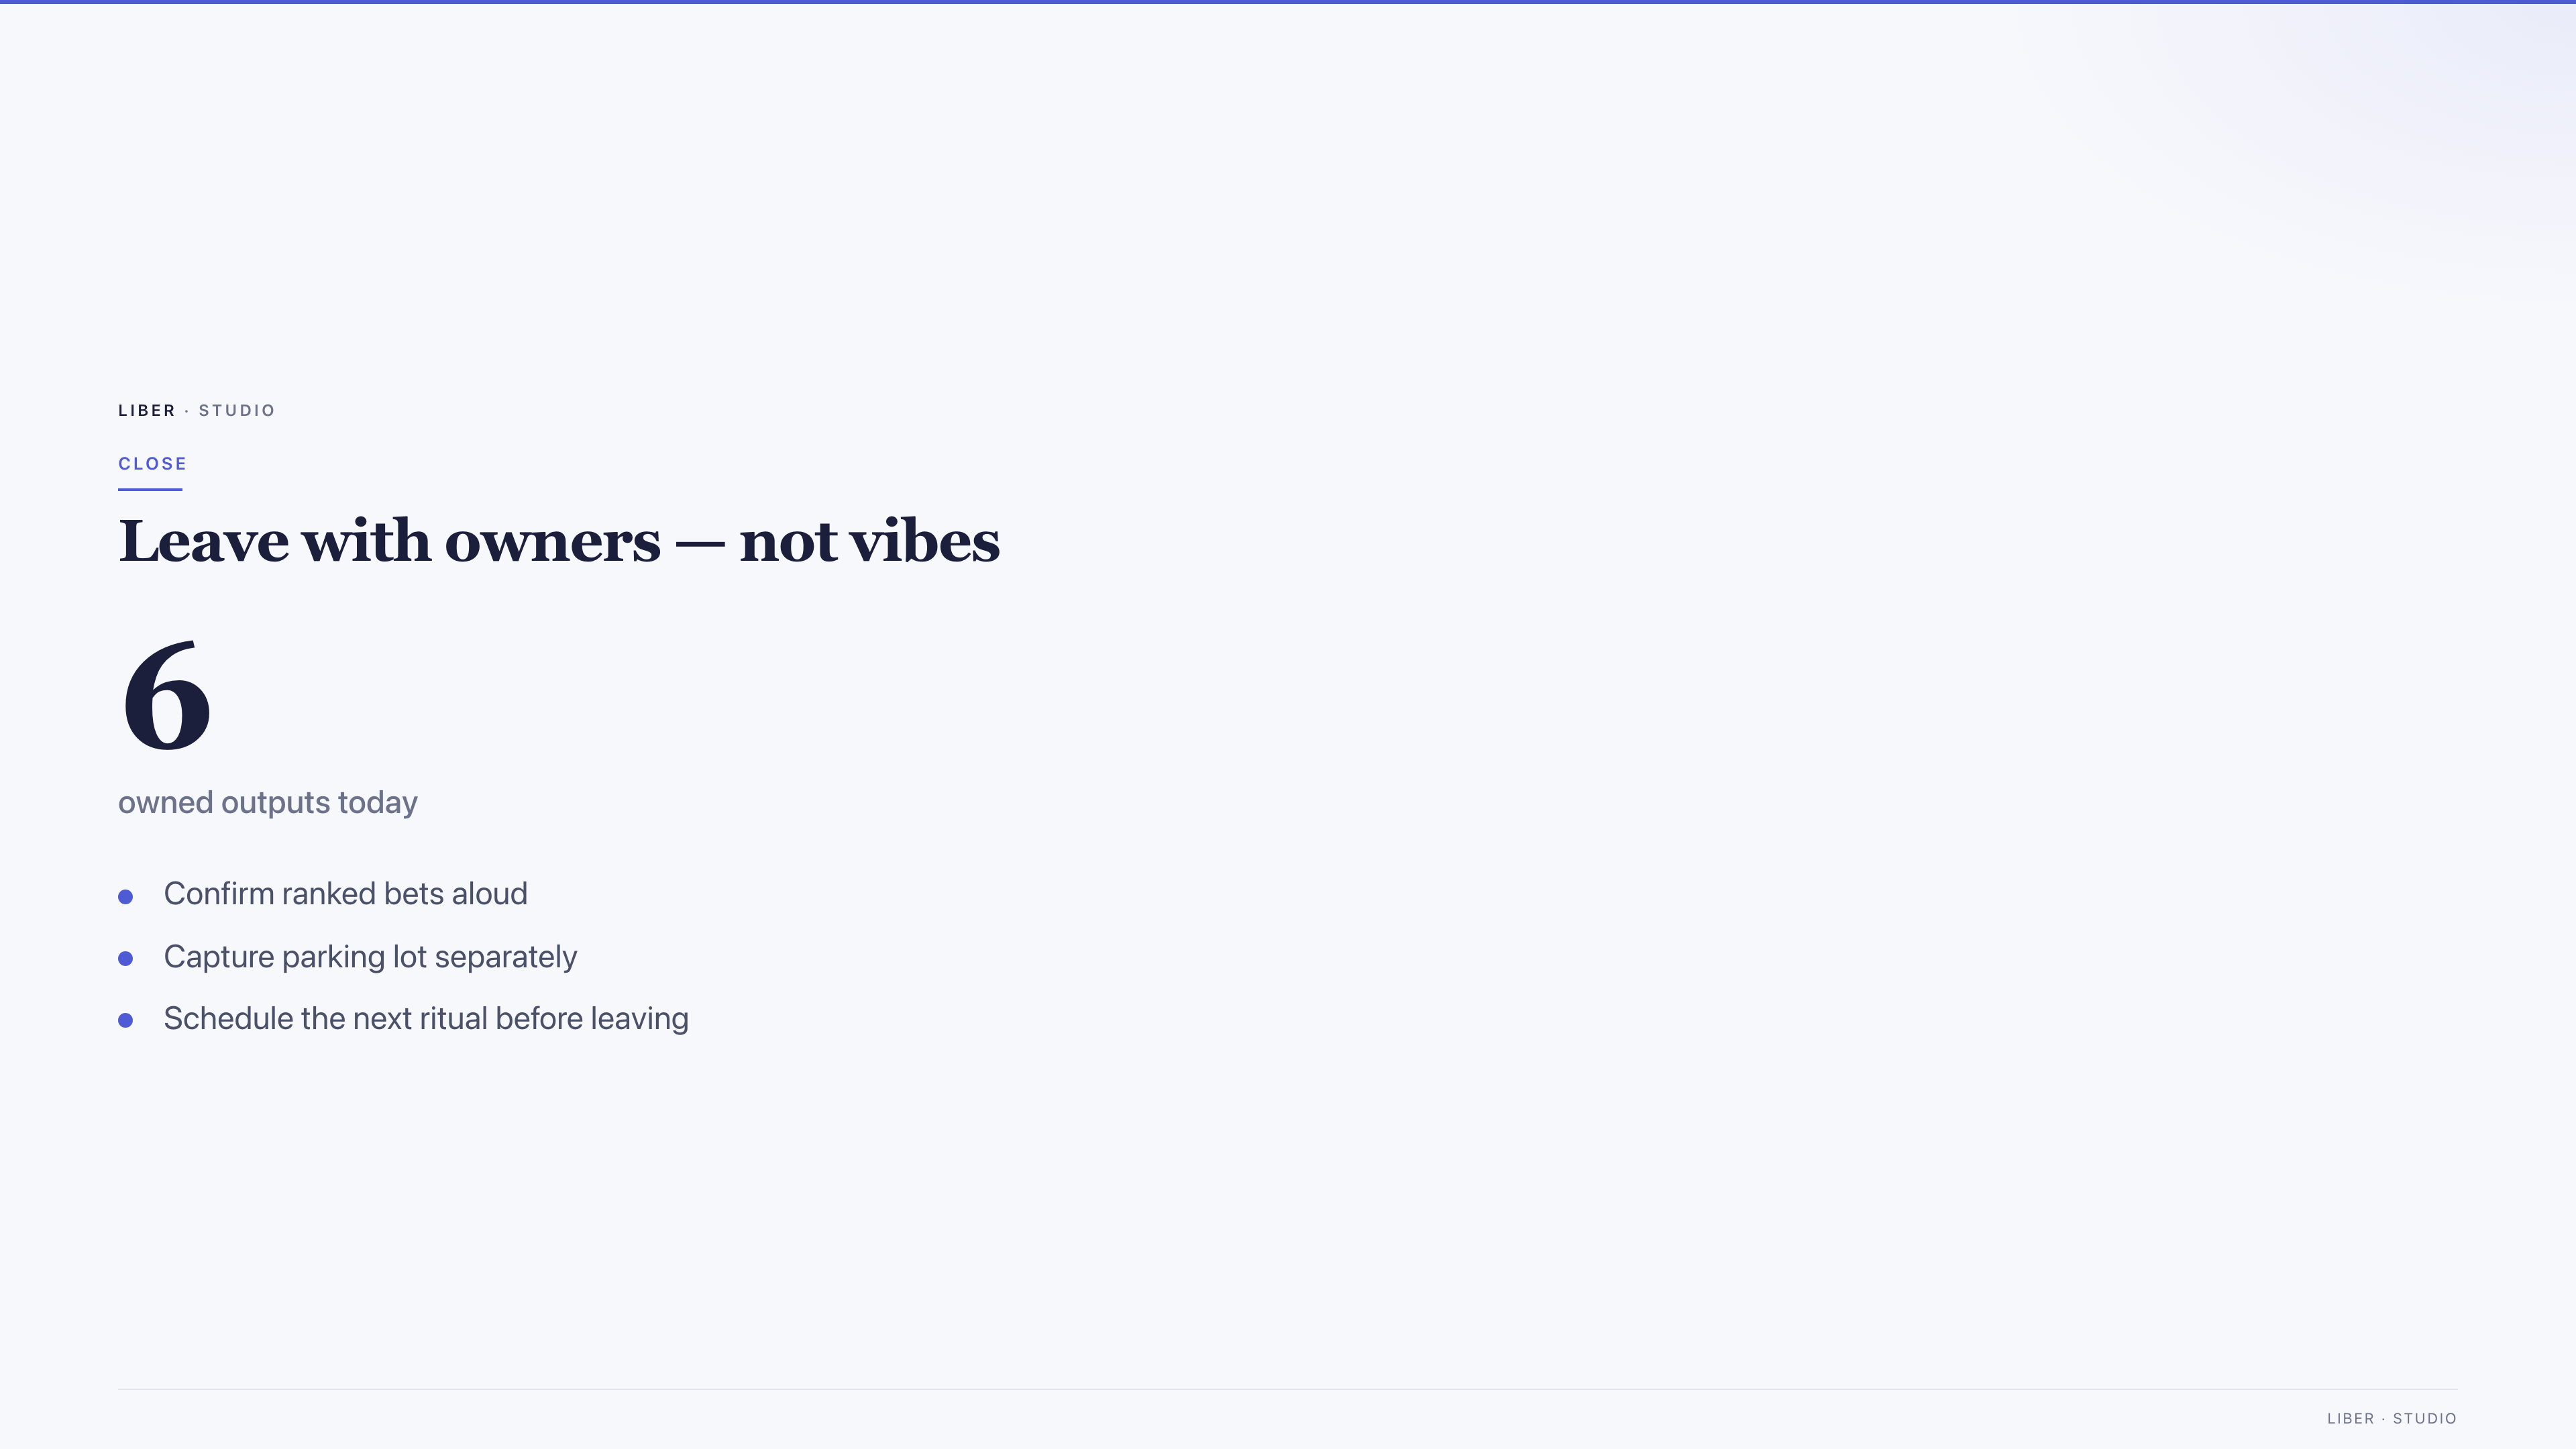 LIBER · STUDIO
CLOSE
Leave with owners — not vibes
6
owned outputs today
Confirm ranked bets aloud
Capture parking lot separately
Schedule the next ritual before leaving
LIBER · STUDIO